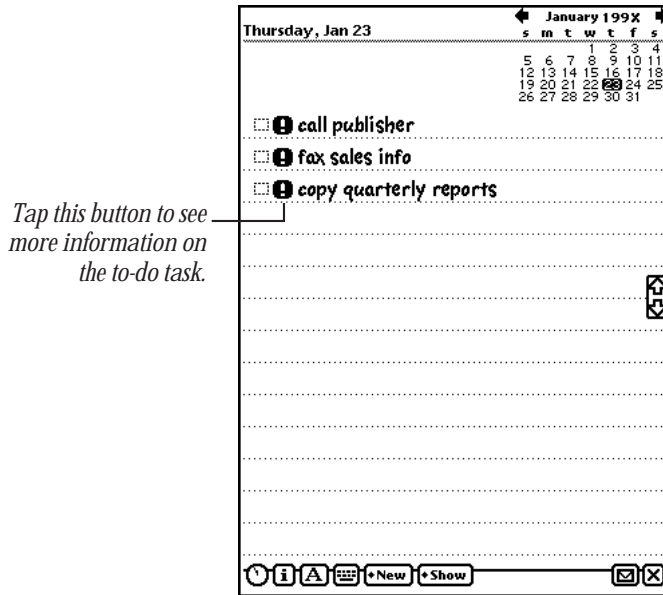 Thursday, Jan 23
January 199X
s m t w t f s
1 2 3 4
5 6 7 8 9 10 11
12 13 14 15 16 17 18
19 20 21 22 23 24 25
26 27 28 29 30 31
call publisher
fax sales info
copy quarterly reports
Tap this button to see
more information on
the to-do task.
i A New Show